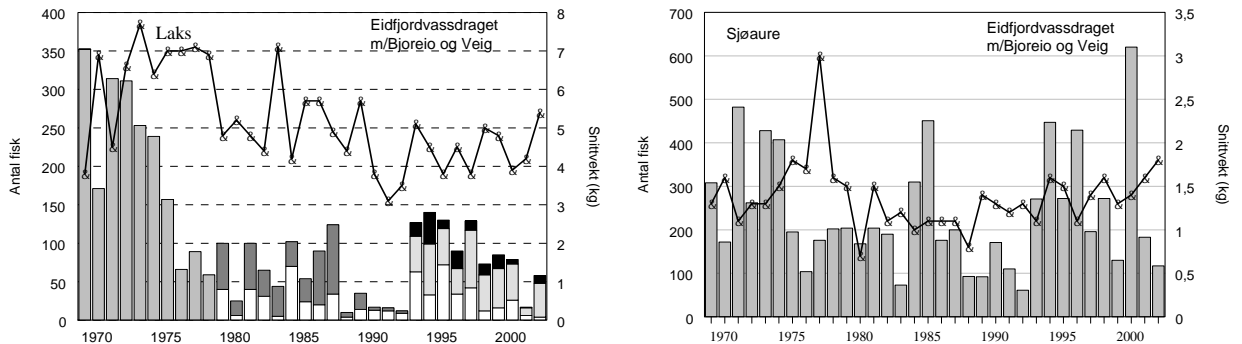 Laks
Eidfjordvassdraget
m/Bjoreio og Veig
Antal fisk
400
350
300
250
200
150
100
50
0
8
7
6
5
4
3
2
1
0
Snittvekt (kg)
1970 1975 1980 1985 1990 1995 2000
Sjøaure
Eidfjordvassdraget
m/Bjoreio og Veig
Antal fisk
700
600
500
400
300
200
100
0
3,5
3
2,5
2
1,5
1
0,5
0
Snittvekt (kg)
1970 1975 1980 1985 1990 1995 2000